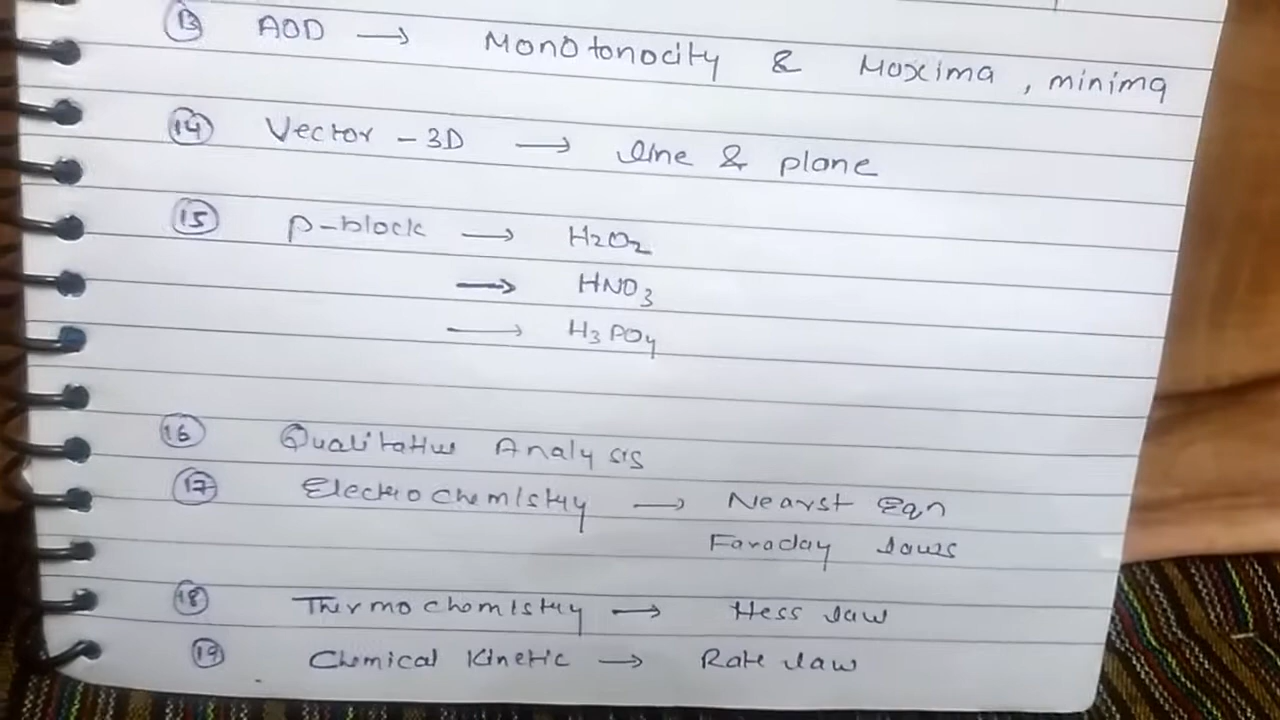 13 AOD → Monotonocity & Maxima, minima
14 Vector - 3D → line & plane
15 P-block → H2O2
→ HNO3
→ H3PO4
16 Qualitative Analysis
17 Electrochemistry → Nearst Eqn
Faraday laws
18 Thermochemistry → Hess law
19 Chemical Kinetic → Rate law